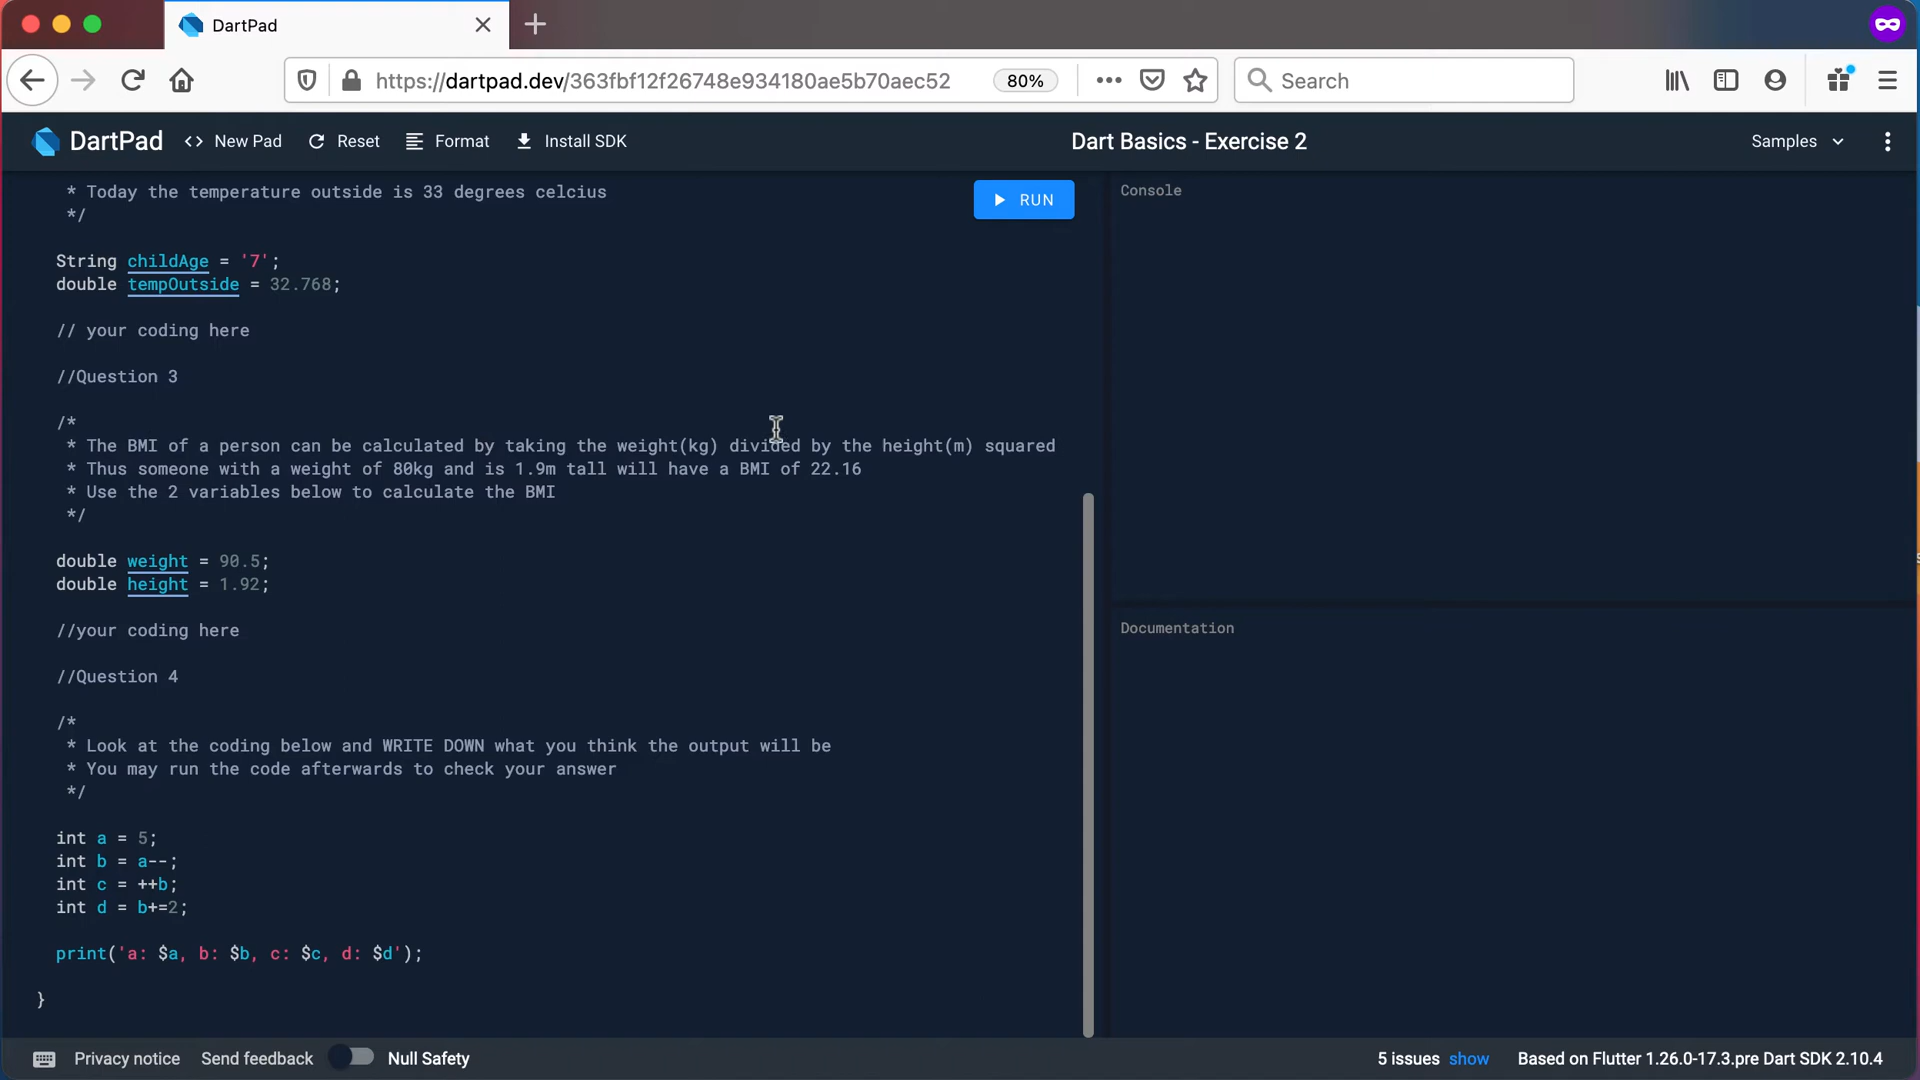 DartPad
https://dartpad.dev/363fbf12f26748e934180ae5b70aec52
80%
Search
DartPad
<> New Pad
Reset
Format
Install SDK
Dart Basics - Exercise 2
Samples
* Today the temperature outside is 33 degrees celcius
*/
String childAge = '7';
double tempOutside = 32.768;
// your coding here
//Question 3
/*
* The BMI of a person can be calculated by taking the weight(kg) divided by the height(m) squared
* Thus someone with a weight of 80kg and is 1.9m tall will have a BMI of 22.16
* Use the 2 variables below to calculate the BMI
*/
double weight = 90.5;
double height = 1.92;
//your coding here
//Question 4
/*
* Look at the coding below and WRITE DOWN what you think the output will be
* You may run the code afterwards to check your answer
*/
int a = 5;
int b = a--;
int c = ++b;
int d = b+=2;
print('a: $a, b: $b, c: $c, d: $d');
}
RUN
Console
Documentation
Privacy notice
Send feedback
Null Safety
5 issues show
Based on Flutter 1.26.0-17.3.pre Dart SDK 2.10.4